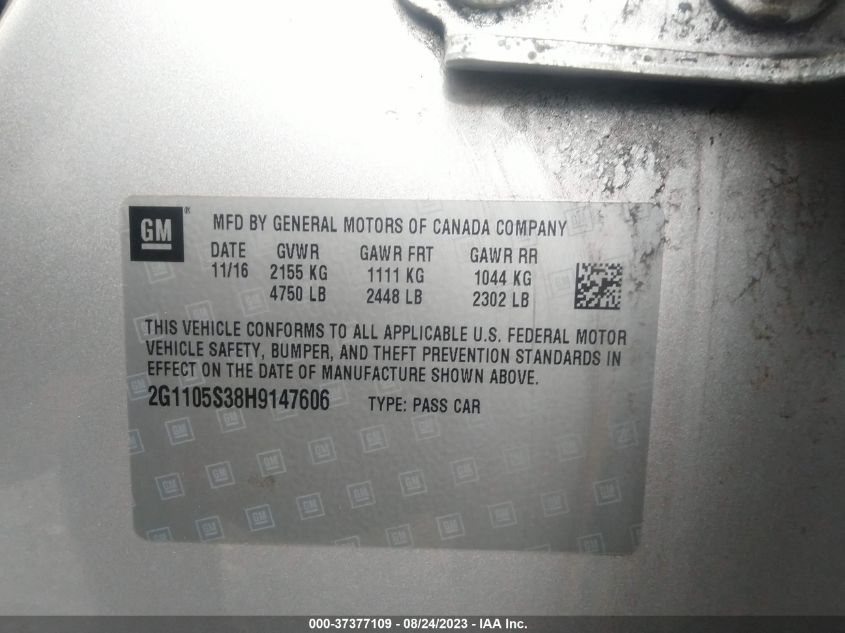 GM ® MFD BY GENERAL MOTORS OF CANADA COMPANY
DATE GVWR GAWR FRT GAWR RR
11/16 2155 KG 1111 KG 1044 KG
4750 LB 2448 LB 2302 LB
THIS VEHICLE CONFORMS TO ALL APPLICABLE U.S. FEDERAL MOTOR
VEHICLE SAFETY, BUMPER, AND THEFT PREVENTION STANDARDS IN
EFFECT ON THE DATE OF MANUFACTURE SHOWN ABOVE.
2G1105S38H9147606 TYPE: PASS CAR
000-37377109 - 08/24/2023 - IAA Inc.